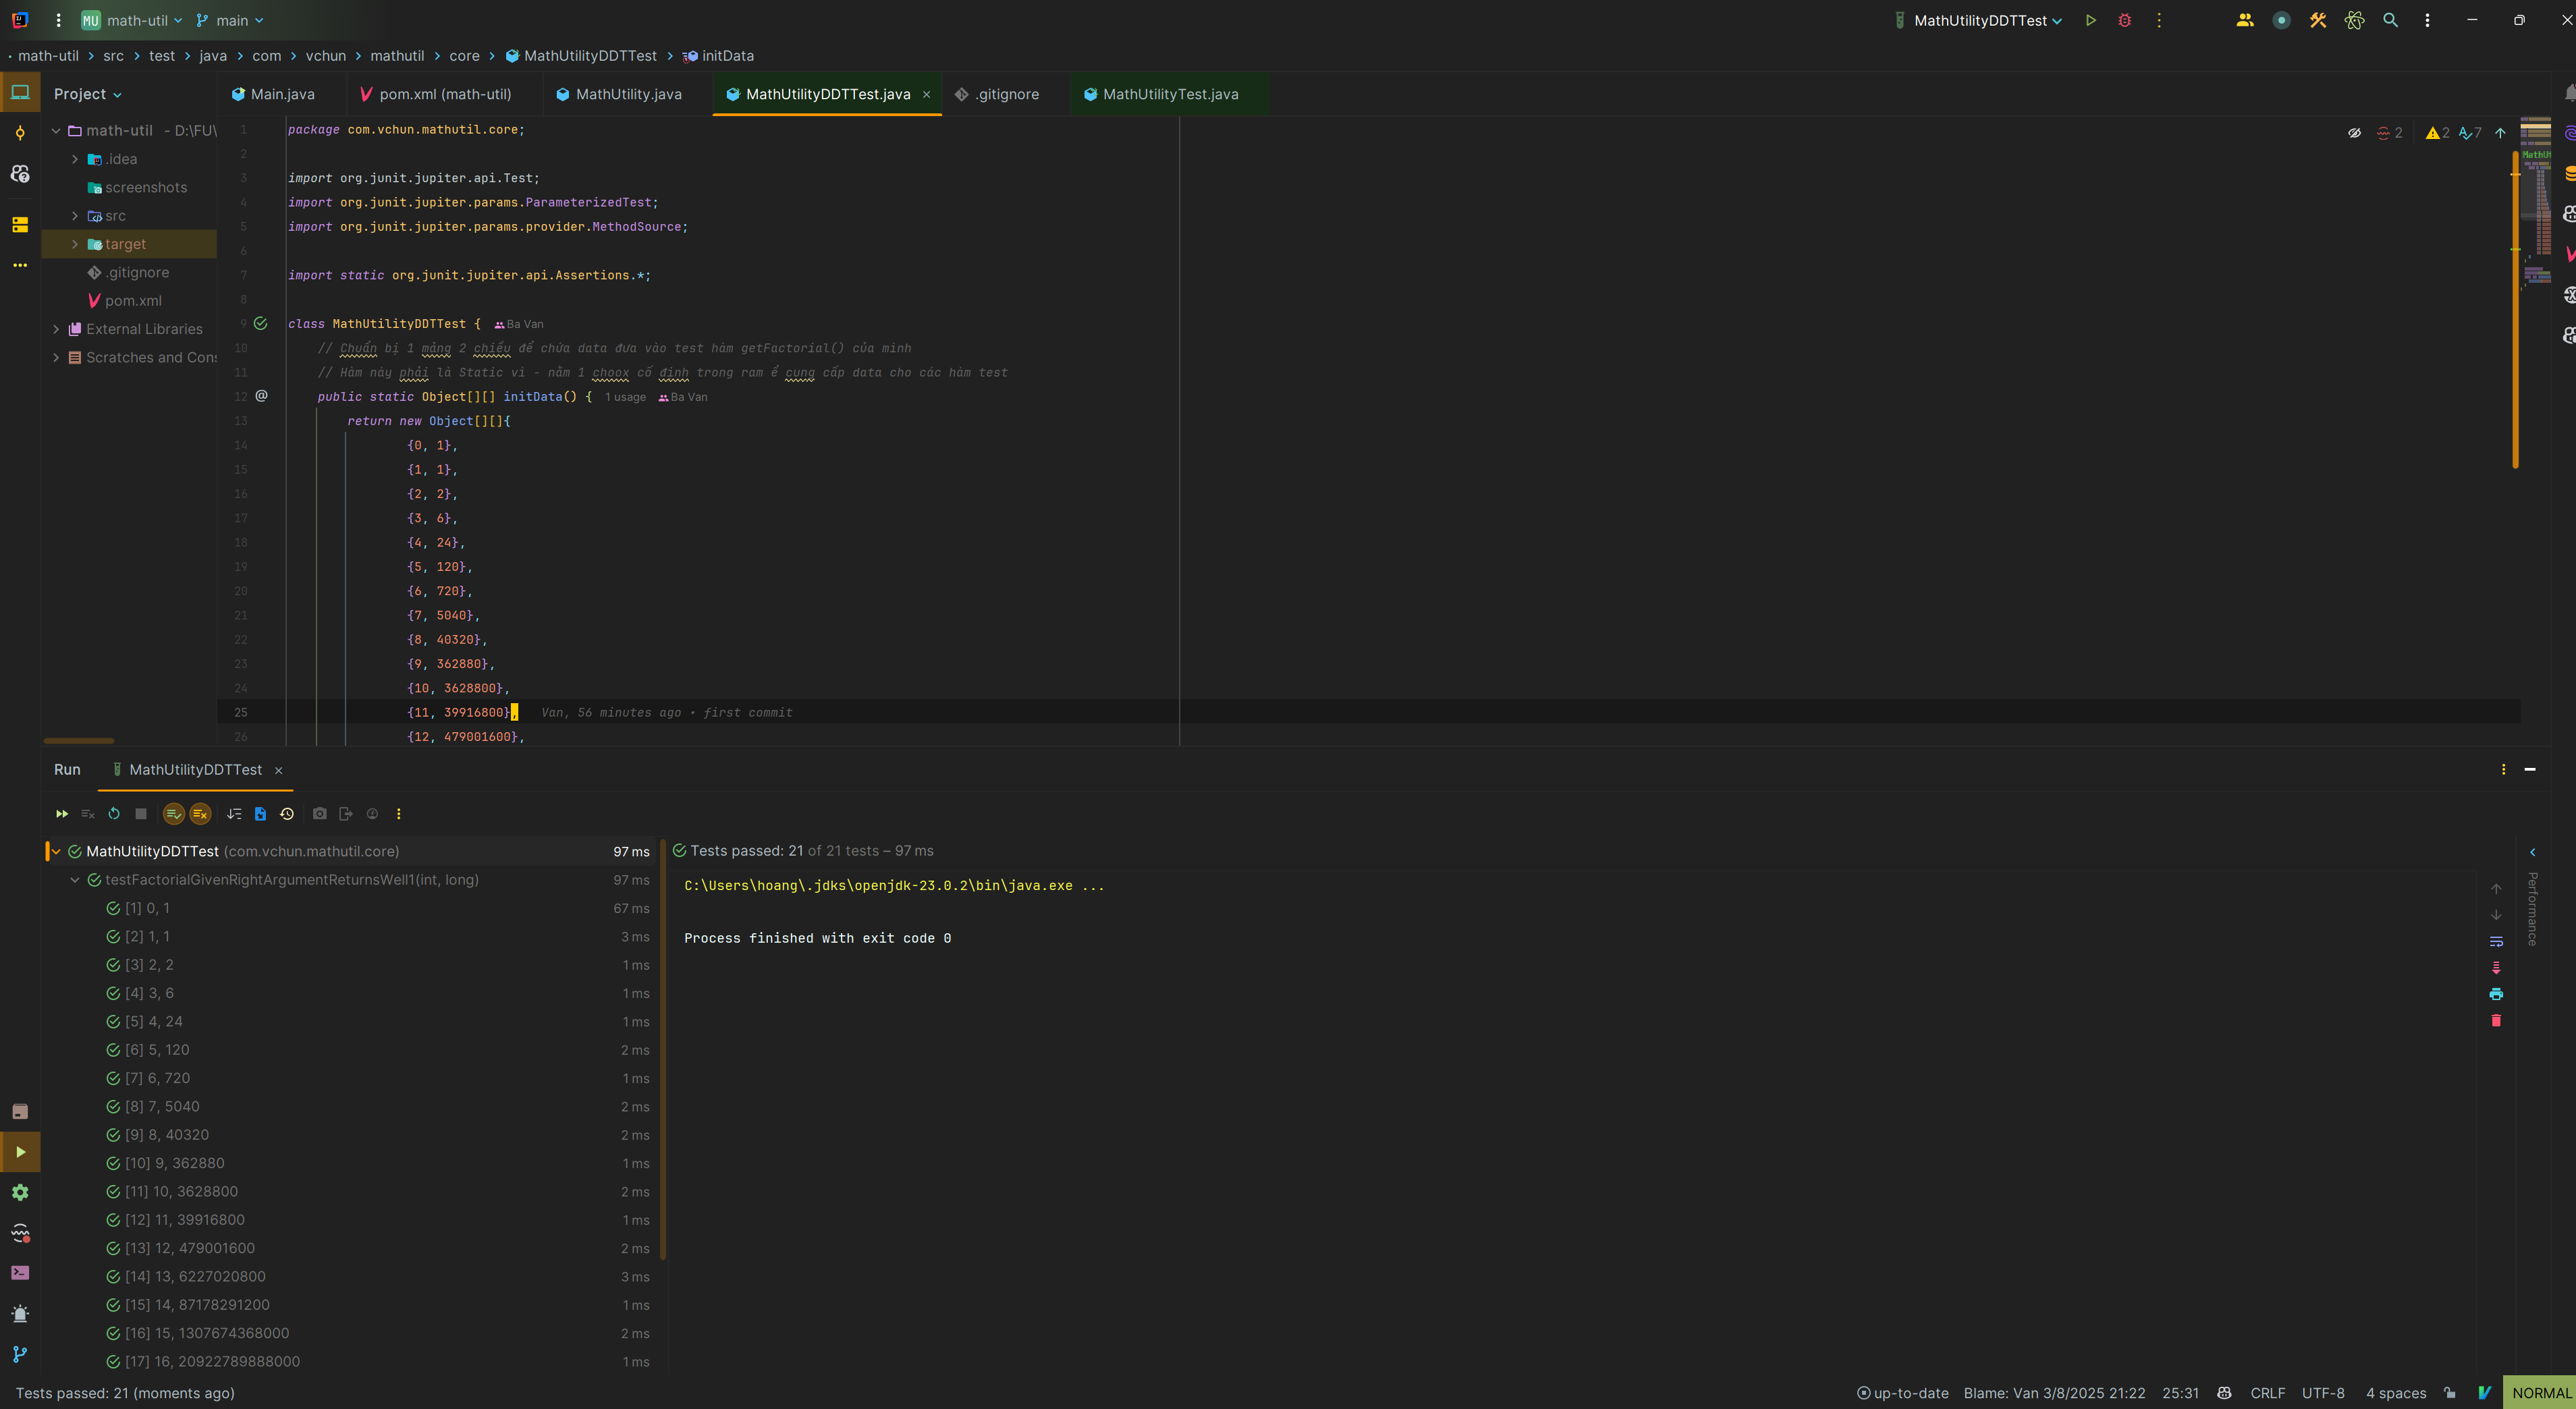 MU math-util main MathUtilityDDTTest
math-util src test java com vchun mathutil core MathUtilityDDTTest initData
Project Main.java pom.xml (math-util) MathUtility.java MathUtilityDDTTest.java .gitignore MathUtilityTest.java
math-util - D:\FU\
.idea
screenshots
src
target
.gitignore
pom.xml
External Libraries
Scratches and Cons
2 2 7
1 package com.vchun.mathutil.core;
2
3 import org.junit.jupiter.api.Test;
4 import org.junit.jupiter.params.ParameterizedTest;
5 import org.junit.jupiter.params.provider.MethodSource;
6
7 import static org.junit.jupiter.api.Assertions.*;
8
9 class MathUtilityDDTTest { Ba Van
10 // Chuẩn bị 1 mảng 2 chiều để chứa data đưa vào test hàm getFactorial() của mình
11 // Hàm này phải là Static vì - nằm 1 choox cố định trong ram ể cung cấp data cho các hàm test
12 @ public static Object[][] initData() { 1 usage Ba Van
13 return new Object[][]{
14 {0, 1},
15 {1, 1},
16 {2, 2},
17 {3, 6},
18 {4, 24},
19 {5, 120},
20 {6, 720},
21 {7, 5040},
22 {8, 40320},
23 {9, 362880},
24 {10, 3628800},
25 {11, 39916800}, Van, 56 minutes ago • first commit
26 {12, 479001600},
MathUt
Run MathUtilityDDTTest
MathUtilityDDTTest (com.vchun.mathutil.core) 97 ms
testFactorialGivenRightArgumentReturnsWell1(int, long) 97 ms
[1] 0, 1 67 ms
[2] 1, 1 3 ms
[3] 2, 2 1 ms
[4] 3, 6 1 ms
[5] 4, 24 1 ms
[6] 5, 120 2 ms
[7] 6, 720 1 ms
[8] 7, 5040 2 ms
[9] 8, 40320 2 ms
[10] 9, 362880 1 ms
[11] 10, 3628800 2 ms
[12] 11, 39916800 1 ms
[13] 12, 479001600 2 ms
[14] 13, 6227020800 3 ms
[15] 14, 87178291200 1 ms
[16] 15, 1307674368000 2 ms
[17] 16, 20922789888000 1 ms
Tests passed: 21 of 21 tests – 97 ms
C:\Users\hoang\.jdks\openjdk-23.0.2\bin\java.exe ...
Process finished with exit code 0
Performance
Tests passed: 21 (moments ago) up-to-date Blame: Van 3/8/2025 21:22 25:31 CRLF UTF-8 4 spaces NORMAL